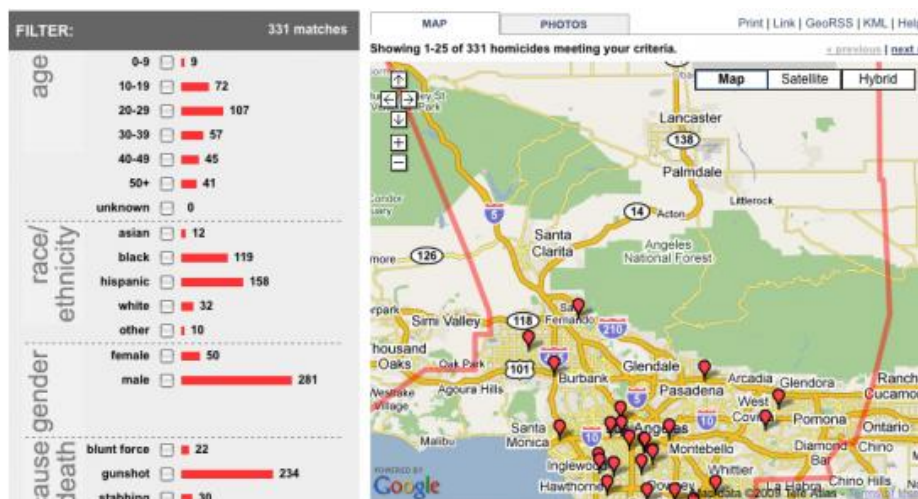 FILTER: 331 matches
age
0-9 9
10-19 72
20-29 107
30-39 57
40-49 45
50+ 41
unknown 0
race/
ethnicity
asian 12
black 119
hispanic 158
white 32
other 10
gender
female 50
male 281
ause
death
blunt force 22
gunshot 234
stabbing 30
MAP PHOTOS Print | Link | GeoRSS | KML | Help
Showing 1-25 of 331 homicides meeting your criteria. < previous | next
Map Satellite Hybrid
Lancaster
138
Palmdale
Littlerock
5
14 Acton
Santa
Clarita
Angeles
National Forest
126
San
Fernando
Simi Valley 118
210
Thousand
Oaks Oak Park 101
Glendale
Burbank
Arcadia Glendora
Pasadena
Agoura Hills
Westlake
Village
5
West
Covina
Pomona
Ontario
Malibu
Santa
Monica
10
Angeles
10
Montebello
Diamond
Bar
Chino
Inglewood
Whittier
Chino Hills
Hawthorne
Downey
La Habra
POWERED BY
Google